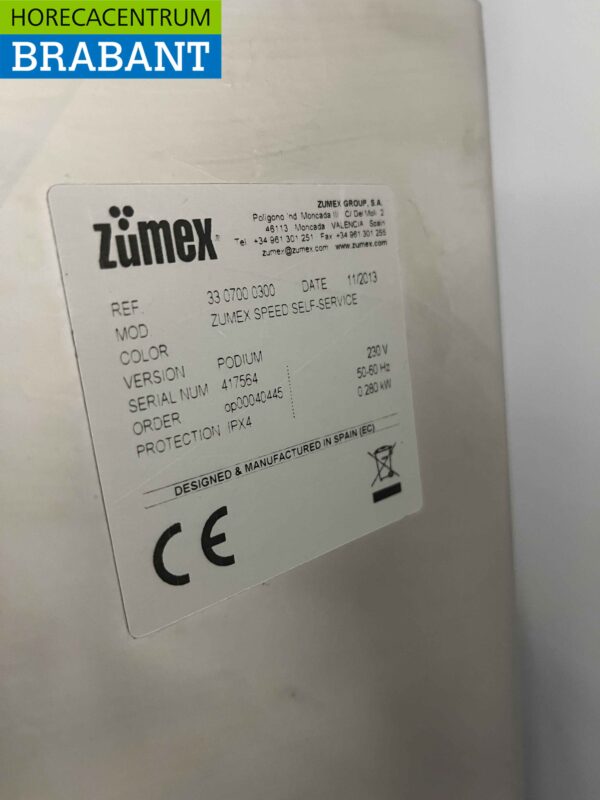 HORECACENTRUM
BRABANT
zümex
ZUMEX GROUP, S.A.
Poligono Ind Moncada III C/ Del Moli, 2
46113 Moncada VALENCIA Spain
Tel. +34 961 301 251 Fax +34 961 301 255
zumex@zumex.com www.zumex.com
REF. 33 0700 0300 DATE 11/2013
MOD ZUMEX SPEED SELF-SERVICE
COLOR
VERSION PODIUM 230 V
SERIAL NUM 417564 50-60 Hz
ORDER op00040445 0.280 kW
PROTECTION IPX4
DESIGNED & MANUFACTURED IN SPAIN (EC)
CE